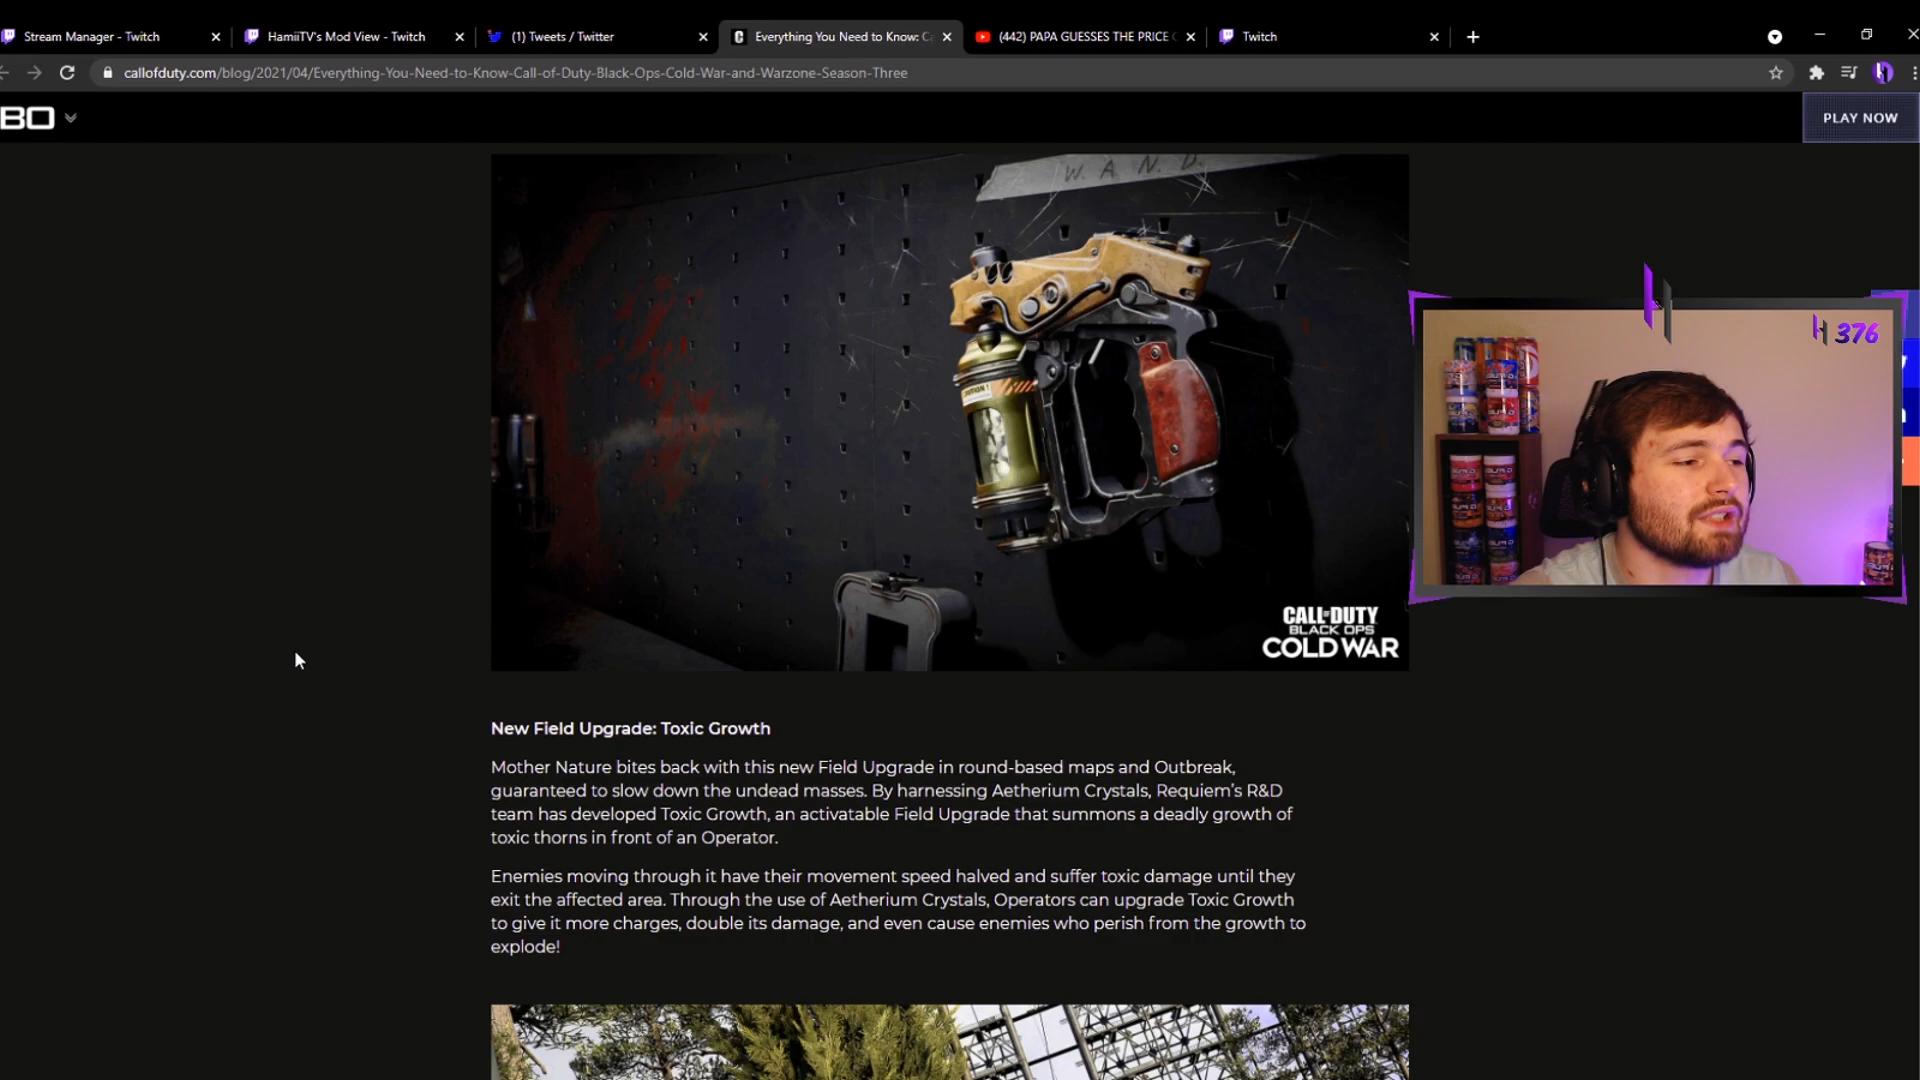 Stream Manager - Twitch
HamiiTV's Mod View - Twitch
(1) Tweets / Twitter
Everything You Need to Know: Ca
(442) PAPA GUESSES THE PRICE
Twitch
callofduty.com/blog/2021/04/Everything-You-Need-to-Know-Call-of-Duty-Black-Ops-Cold-War-and-Warzone-Season-Three
BO
PLAY NOW
W. A. N. D.
H 376
CALL OF DUTY
BLACK OPS
COLD WAR
New Field Upgrade: Toxic Growth
Mother Nature bites back with this new Field Upgrade in round-based maps and Outbreak,
guaranteed to slow down the undead masses. By harnessing Aetherium Crystals, Requiem's R&D
team has developed Toxic Growth, an activatable Field Upgrade that summons a deadly growth of
toxic thorns in front of an Operator.
Enemies moving through it have their movement speed halved and suffer toxic damage until they
exit the affected area. Through the use of Aetherium Crystals, Operators can upgrade Toxic Growth
to give it more charges, double its damage, and even cause enemies who perish from the growth to
explode!